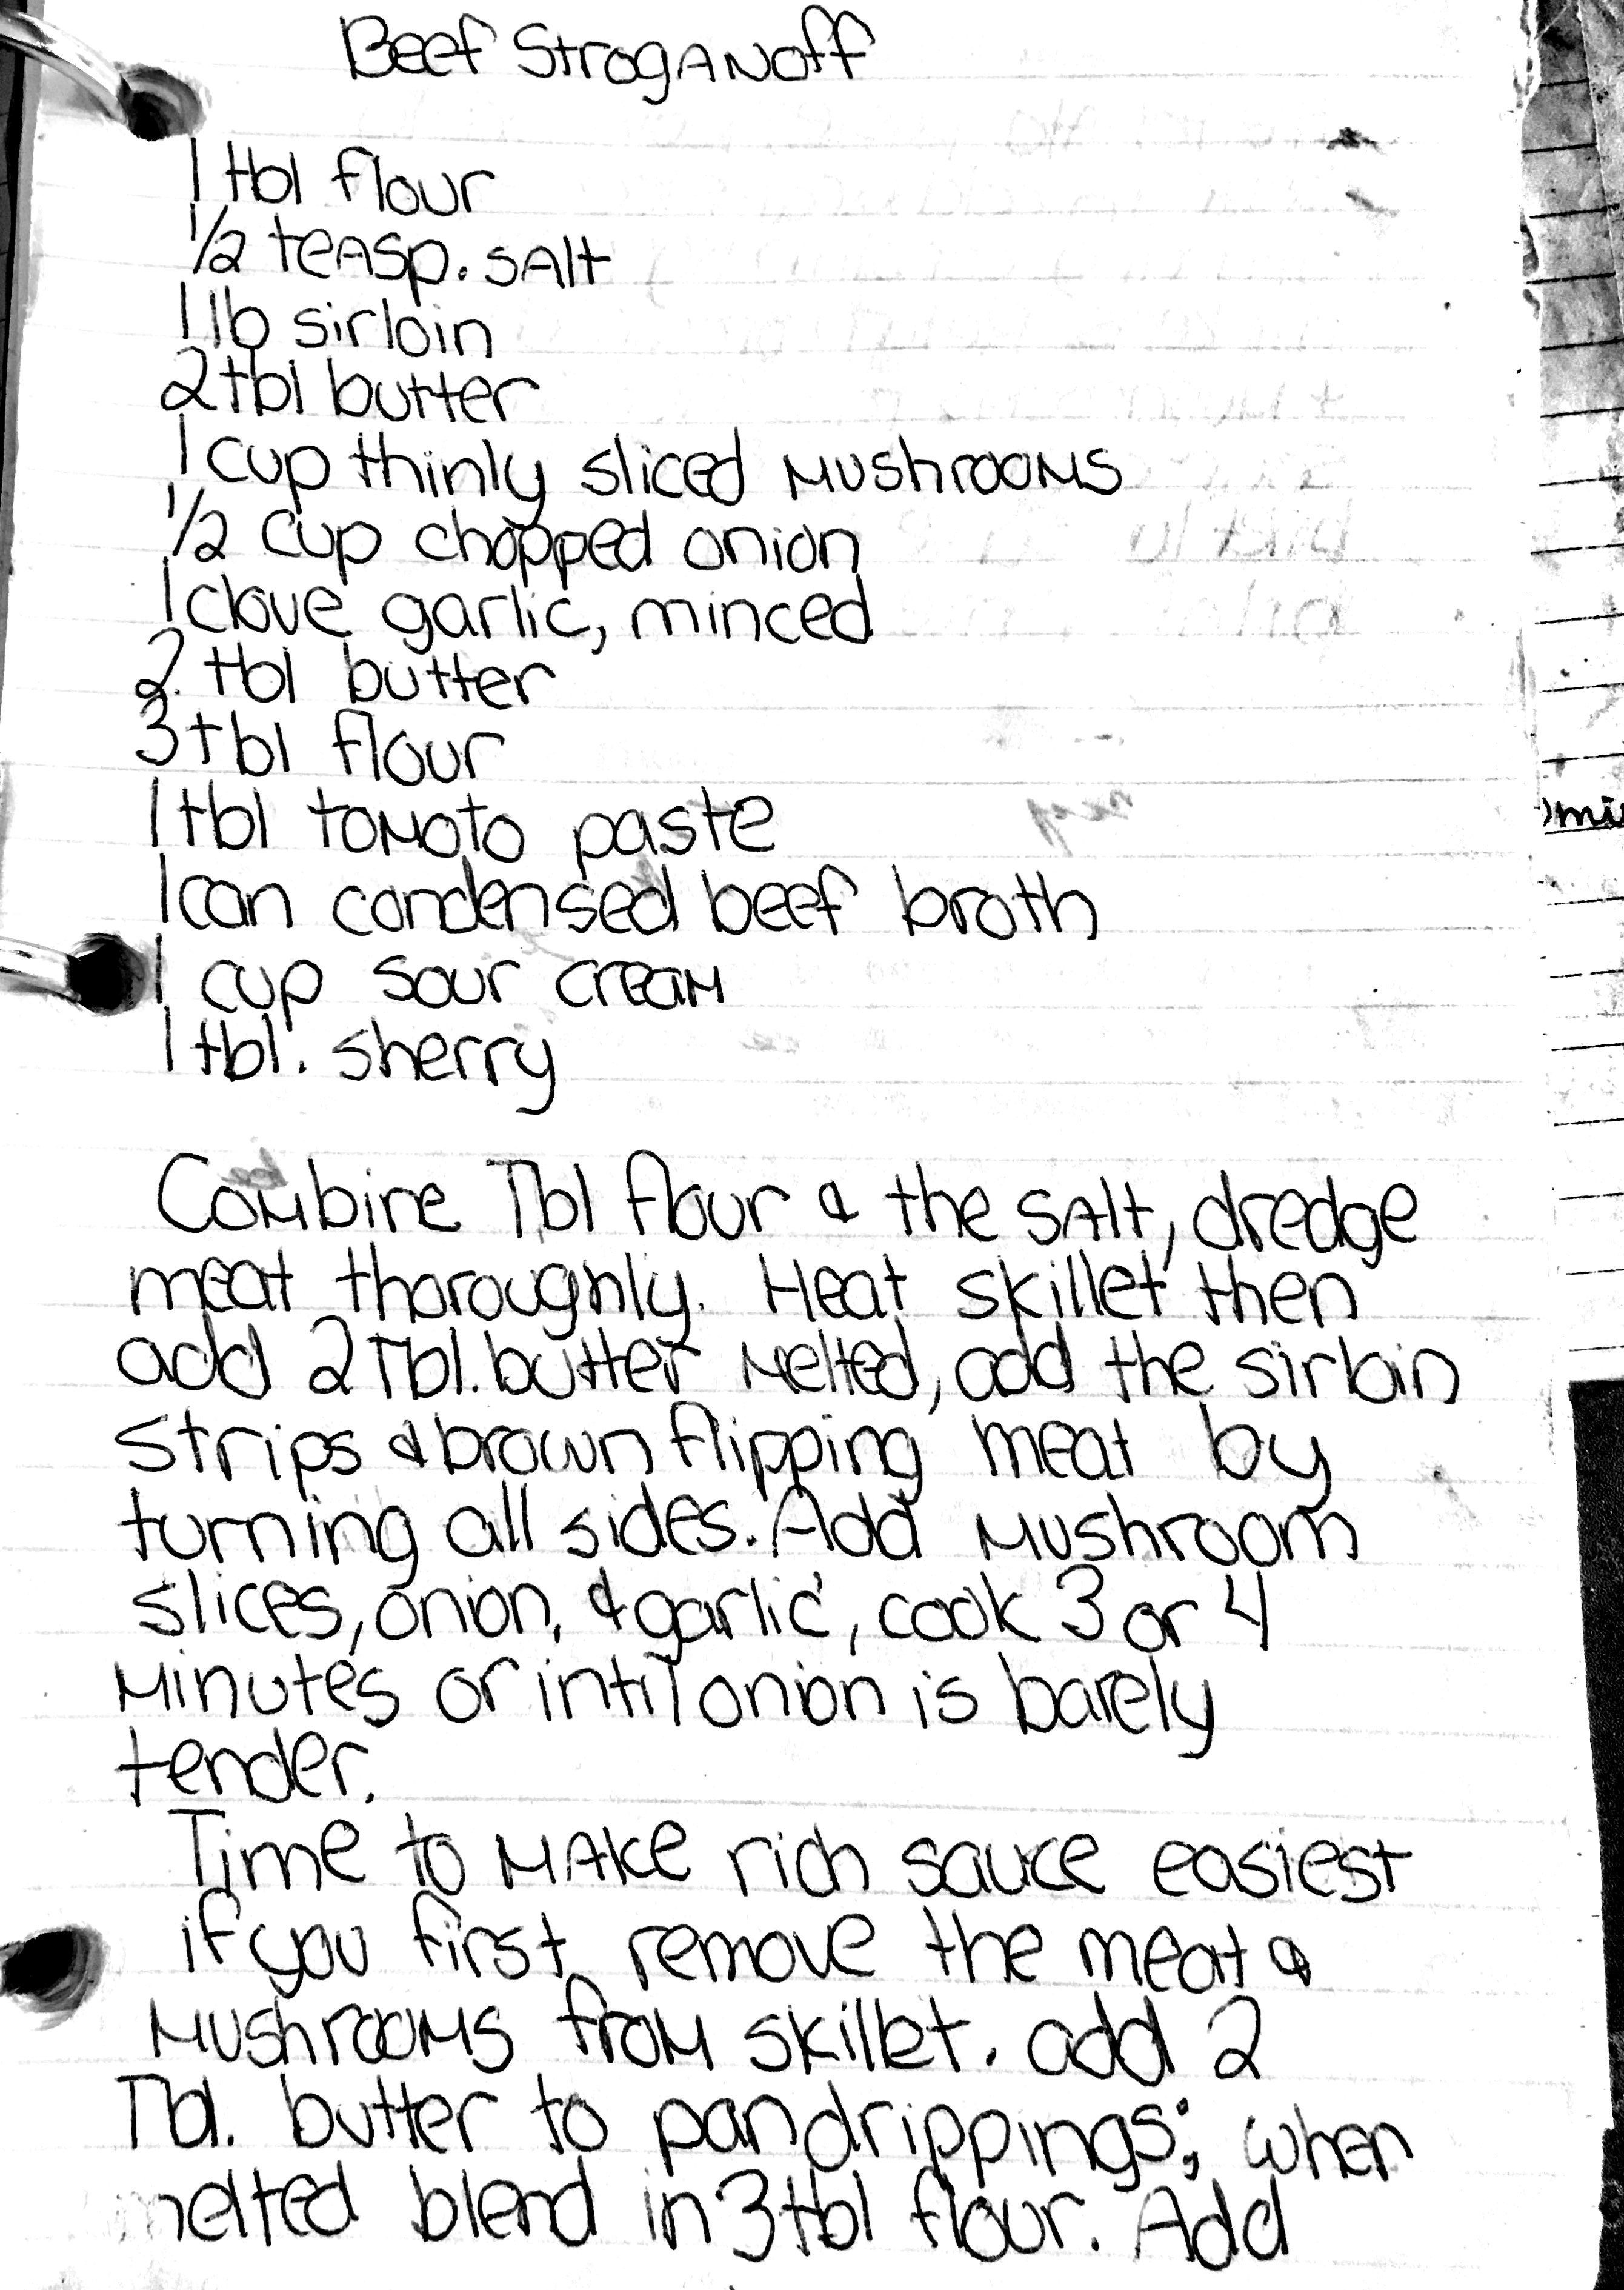 Beef Stroganoff
1 tbl flour
1/2 teasp. salt
1 lb sirloin
2 tbl butter
1 cup thinly sliced mushrooms
1/2 cup chopped onion
1 clove garlic, minced
2 tbl butter
3 tbl flour
1 tbl tomoto paste
1 can condensed beef broth
1 cup sour cream
1 tbl. sherry
Combine Tbl flour & the salt, dredge
meat thoroughly. Heat skillet then
add 2 Tbl. butter melted, add the sirloin
strips & brown flipping meat by
turning all sides. Add mushroom
slices, onion, & garlic, cook 3 or 4
minutes or intil onion is barely
tender.
Time to make rich sauce easiest
if you first remove the meat &
mushrooms from skillet. add 2
Tbl. butter to pan drippings; when
melted blend in 3 tbl flour. Add